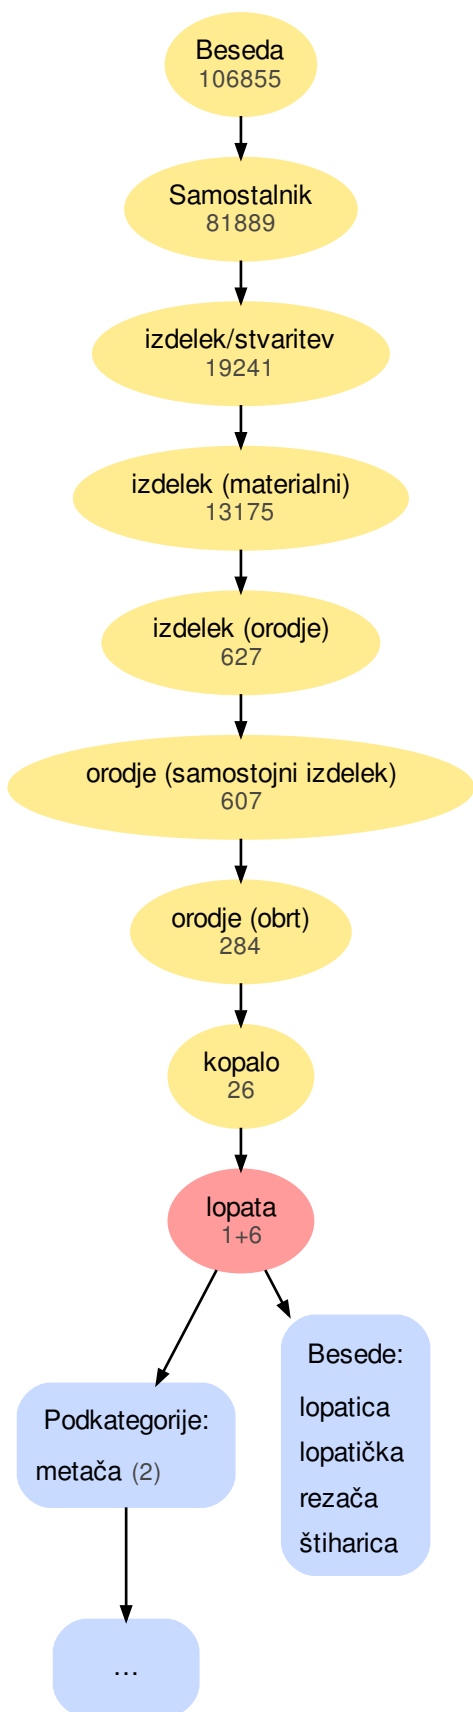 Beseda
106855
Samostalnik
81889
izdelek/stvaritev
19241
izdelek (materialni)
13175
izdelek (orodje)
627
orodje (samostojni izdelek)
607
orodje (obrt)
284
kopalo
26
lopata
1+6
Besede:
lopatica
lopatička
rezača
štiharica
Podkategorije:
metača (2)
...